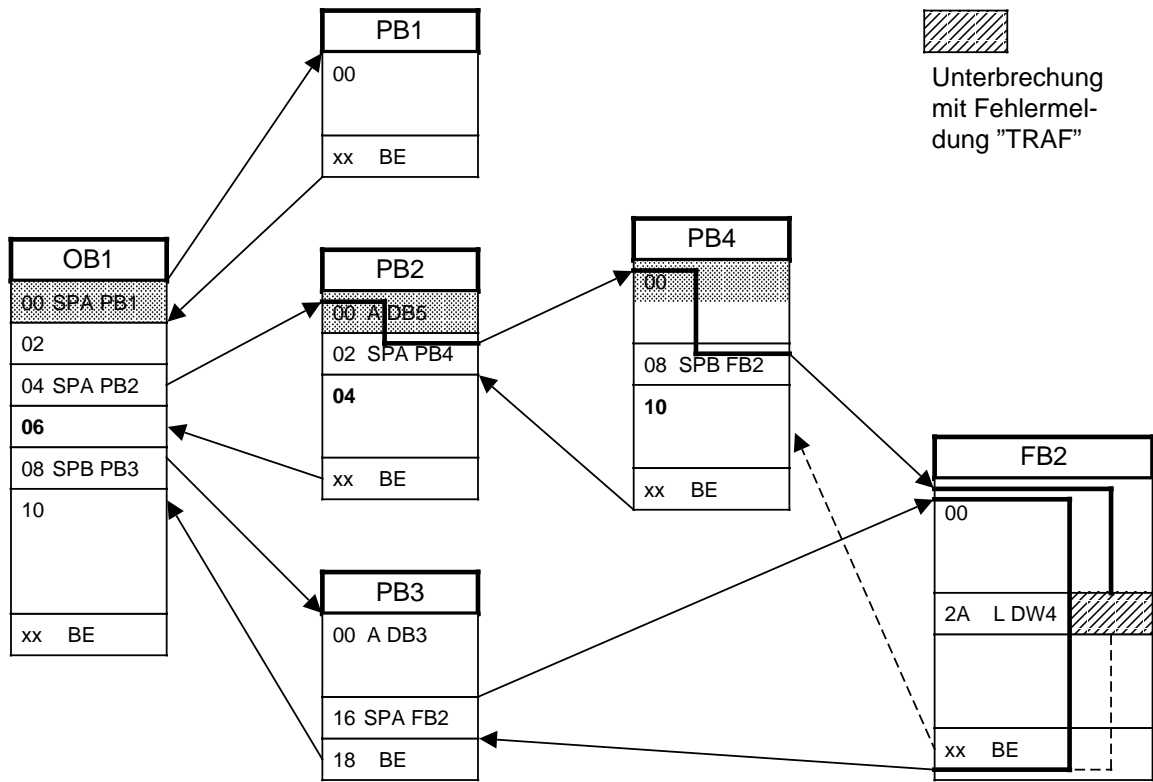 PB1
00
xx BE
Unterbrechung
mit Fehlermel-
dung ”TRAF”
OB1
00 SPA PB1
02
04 SPA PB2
06
08 SPB PB3
10
xx BE
PB2
00 A DB5
02 SPA PB4
04
xx BE
PB4
00
08 SPB FB2
10
xx BE
PB3
00 A DB3
16 SPA FB2
18 BE
FB2
00
2A L DW4
xx BE